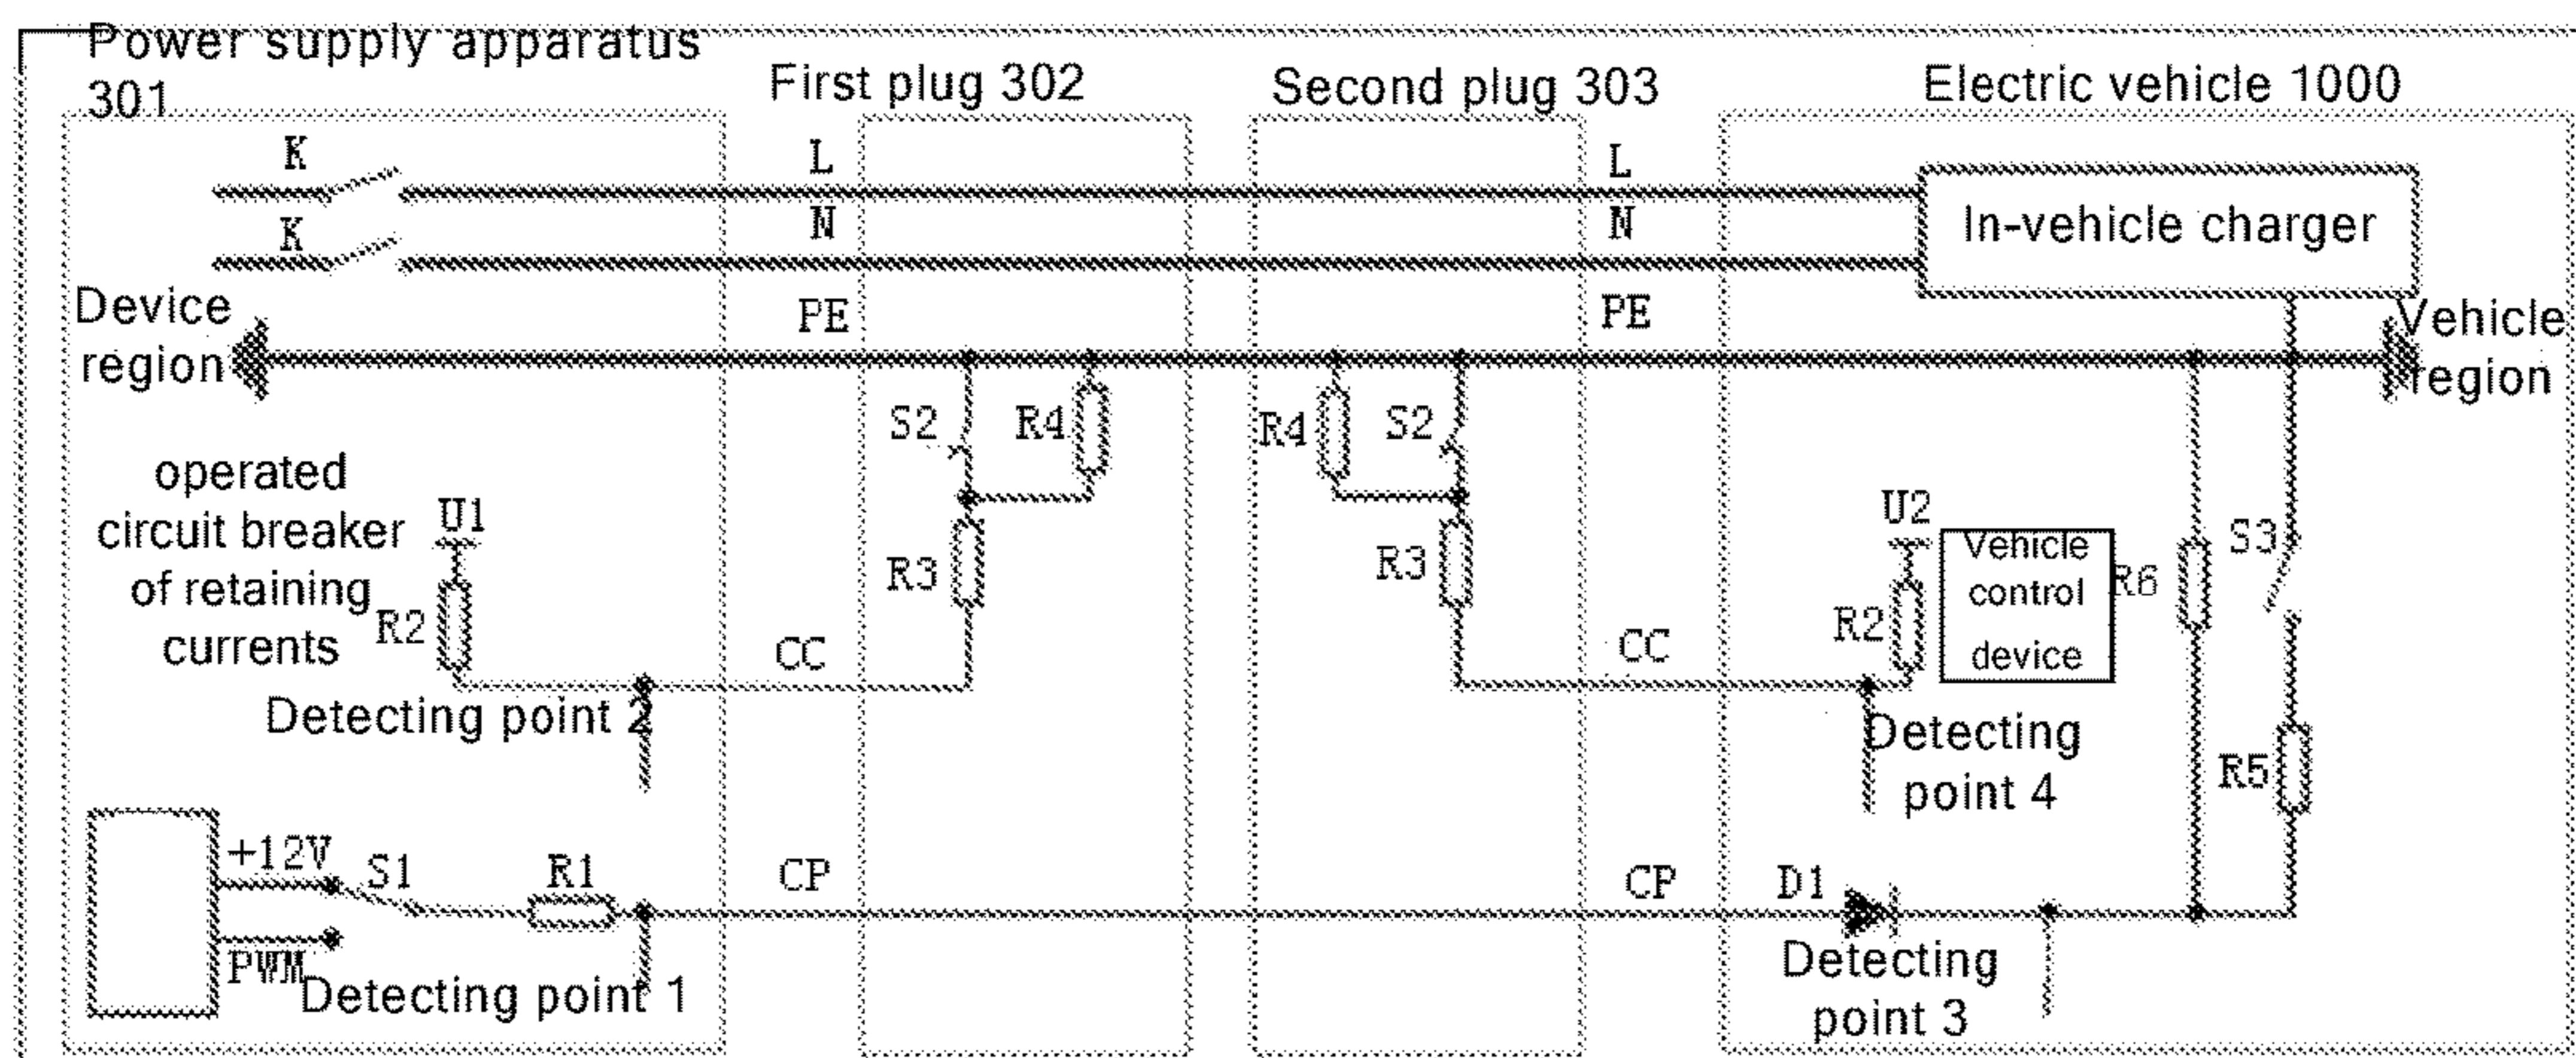 Power supply apparatus
301
First plug 302
Second plug 303
Electric vehicle 1000
K
L
L
K
N
N
In-vehicle charger
Device
region
PE
PE
Vehicle
region
S2
R4
R4
S2
operated
circuit breaker
of retaining
currents
U1
R2
R3
R3
U2
R2
Vehicle
control
device
R6
S3
CC
CC
Detecting point 2
Detecting
point 4
R5
+12V
S1
R1
CP
CP
D1
PWM
Detecting point 1
Detecting
point 3